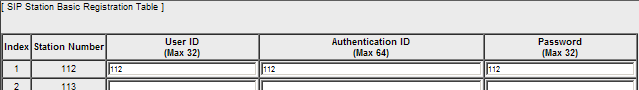 [ SIP Station Basic Registration Table ]
Index Station Number User ID (Max 32) Authentication ID (Max 64) Password (Max 32)
1 112 112 112 112
2 113